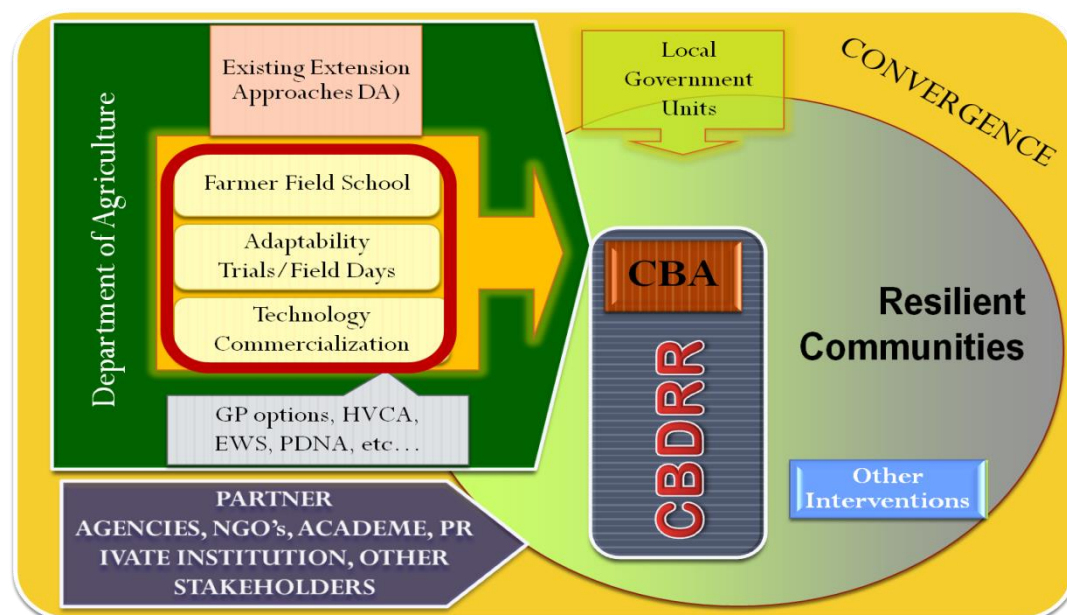 Department of Agriculture
Existing Extension
Approaches DA)
Farmer Field School
Adaptability
Trials/Field Days
Technology
Commercialization
GP options, HVCA,
EWS, PDNA, etc…
PARTNER
AGENCIES, NGO's, ACADEME, PR
IVATE INSTITUTION, OTHER
STAKEHOLDERS
Local
Government
Units
CONVERGENCE
CBA
CBDRR
Resilient
Communities
Other
Interventions